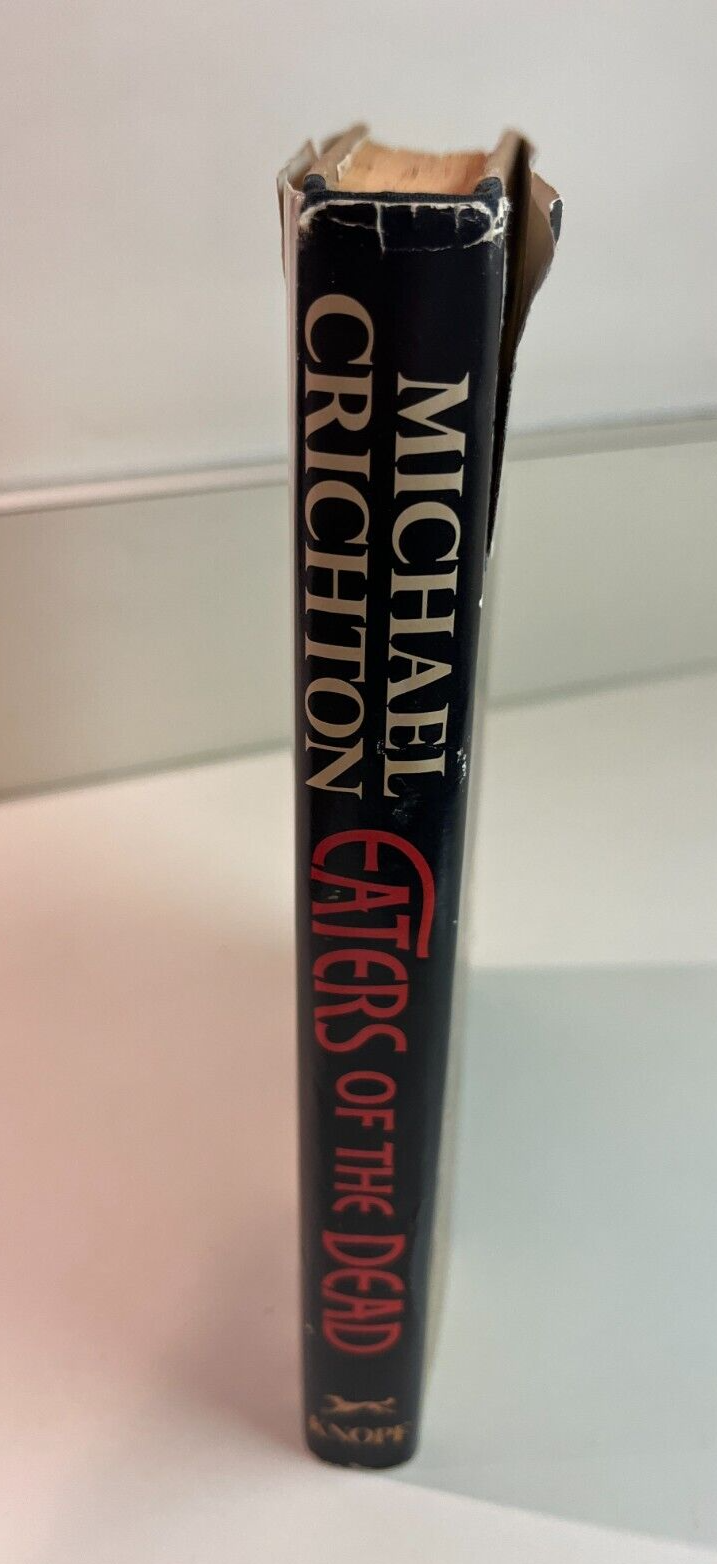 MICHAEL
CRICHTON
EATERS OF THE DEAD
KNOPF